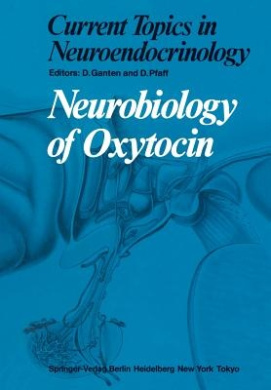 Current Topics in
Neuroendocrinology
Editors: D. Ganten and D. Pfaff
Neurobiology
of Oxytocin
Springer-Verlag Berlin Heidelberg New York Tokyo